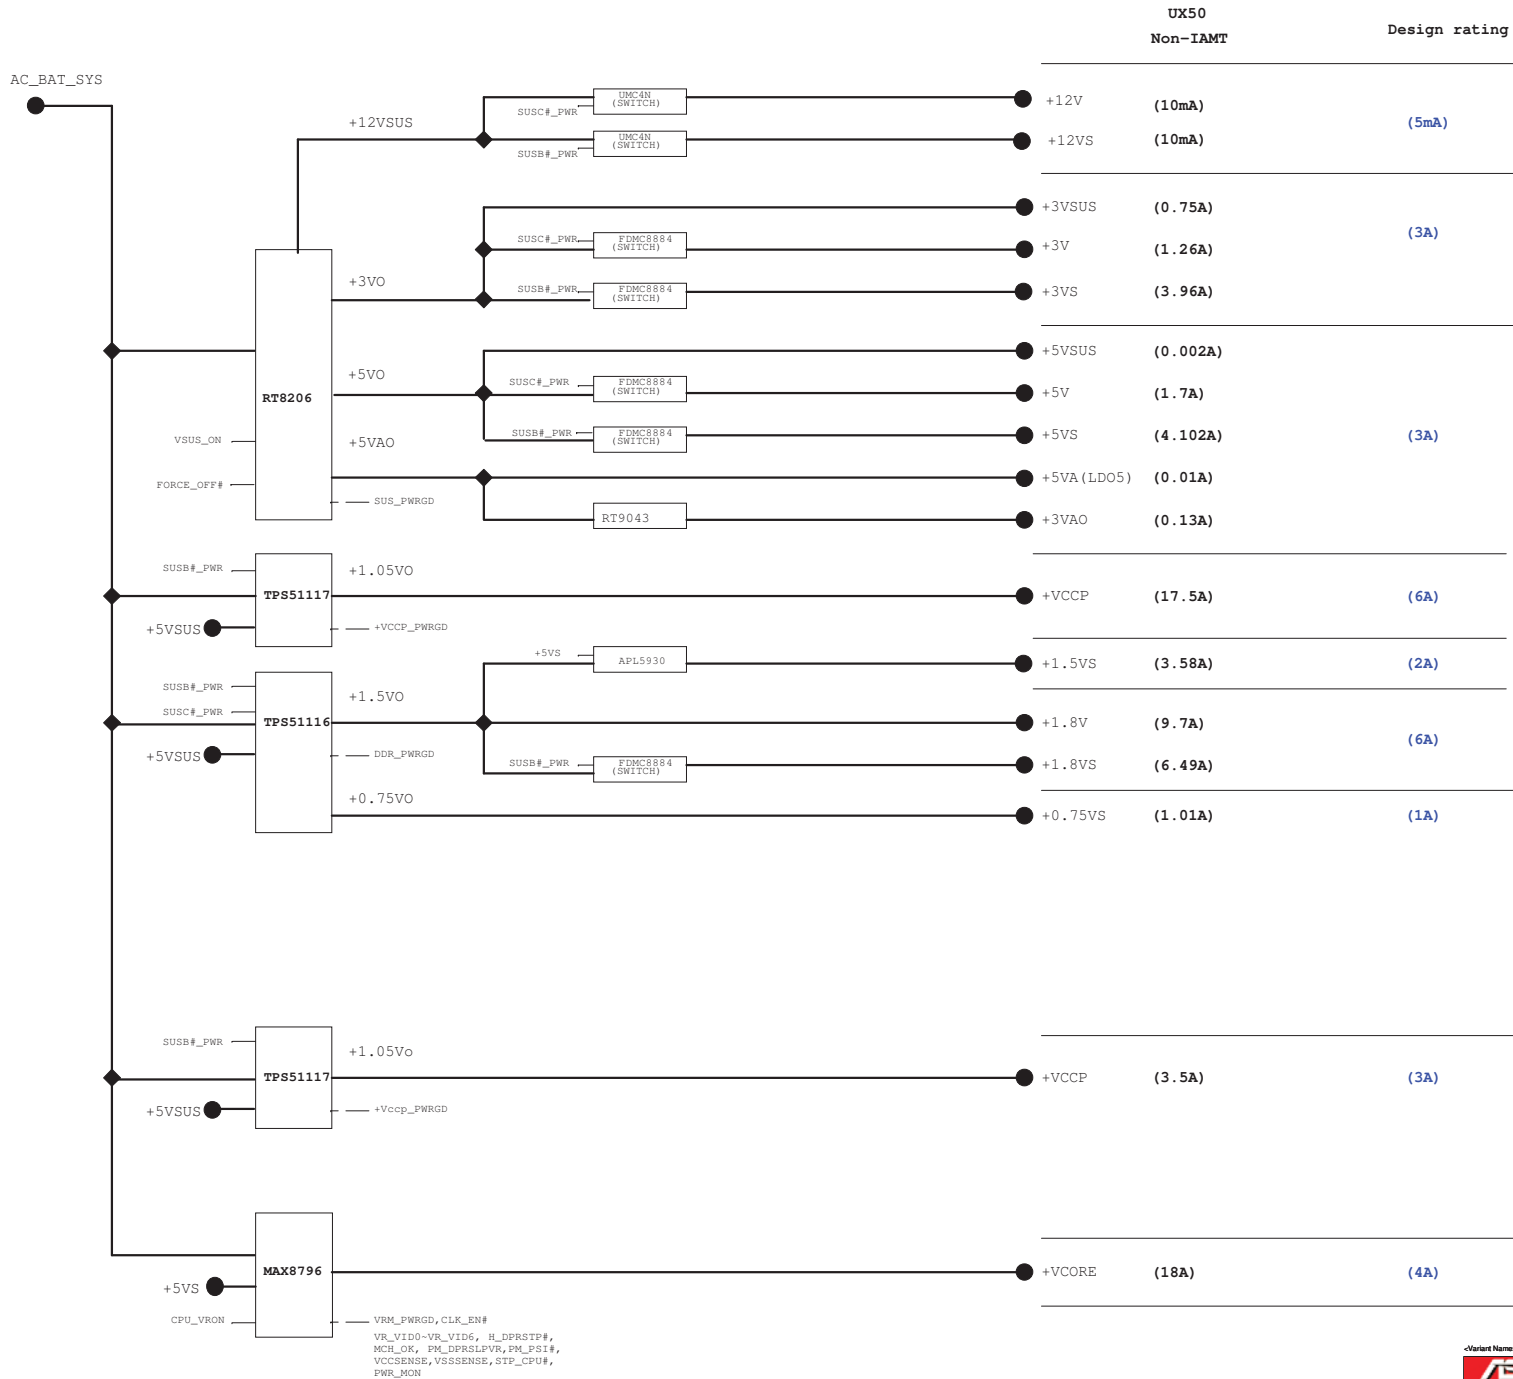 UX50
Non-IAMT
Design rating
AC_BAT_SYS
+12VSUS
SUSC#_PWR
UMC4N
(SWITCH)
+12V
(10mA)
(5mA)
SUSB#_PWR
UMC4N
(SWITCH)
+12VS
(10mA)
+3VSUS
(0.75A)
(3A)
SUSC#_PWR
FDMC8884
(SWITCH)
+3V
(1.26A)
+3VO
SUSB#_PWR
FDMC8884
(SWITCH)
+3VS
(3.96A)
+5VSUS
(0.002A)
RT8206
+5VO
SUSC#_PWR
FDMC8884
(SWITCH)
+5V
(1.7A)
VSUS_ON
+5VAO
SUSB#_PWR
FDMC8884
(SWITCH)
+5VS
(4.102A)
(3A)
FORCE_OFF#
SUS_PWRGD
+5VA(LDO5)
(0.01A)
RT9043
+3VAO
(0.13A)
SUSB#_PWR
+1.05VO
TPS51117
+VCCP
(17.5A)
(6A)
+5VSUS
+VCCP_PWRGD
+5VS
APL5930
+1.5VS
(3.58A)
(2A)
SUSB#_PWR
SUSC#_PWR
+1.5VO
TPS51116
+1.8V
(9.7A)
(6A)
+5VSUS
DDR_PWRGD
SUSB#_PWR
FDMC8884
(SWITCH)
+1.8VS
(6.49A)
+0.75VO
+0.75VS
(1.01A)
(1A)
SUSB#_PWR
+1.05Vo
TPS51117
+VCCP
(3.5A)
(3A)
+5VSUS
+Vccp_PWRGD
MAX8796
+VCORE
(18A)
(4A)
+5VS
CPU_VRON
VRM_PWRGD,CLK_EN#
VR_VID0~VR_VID6, H_DPRSTP#,
MCH_OK, PM_DPRSLPVR,PM_PSI#,
VCCSENSE,VSSSENSE,STP_CPU#,
PWR_MON
<Variant Name>